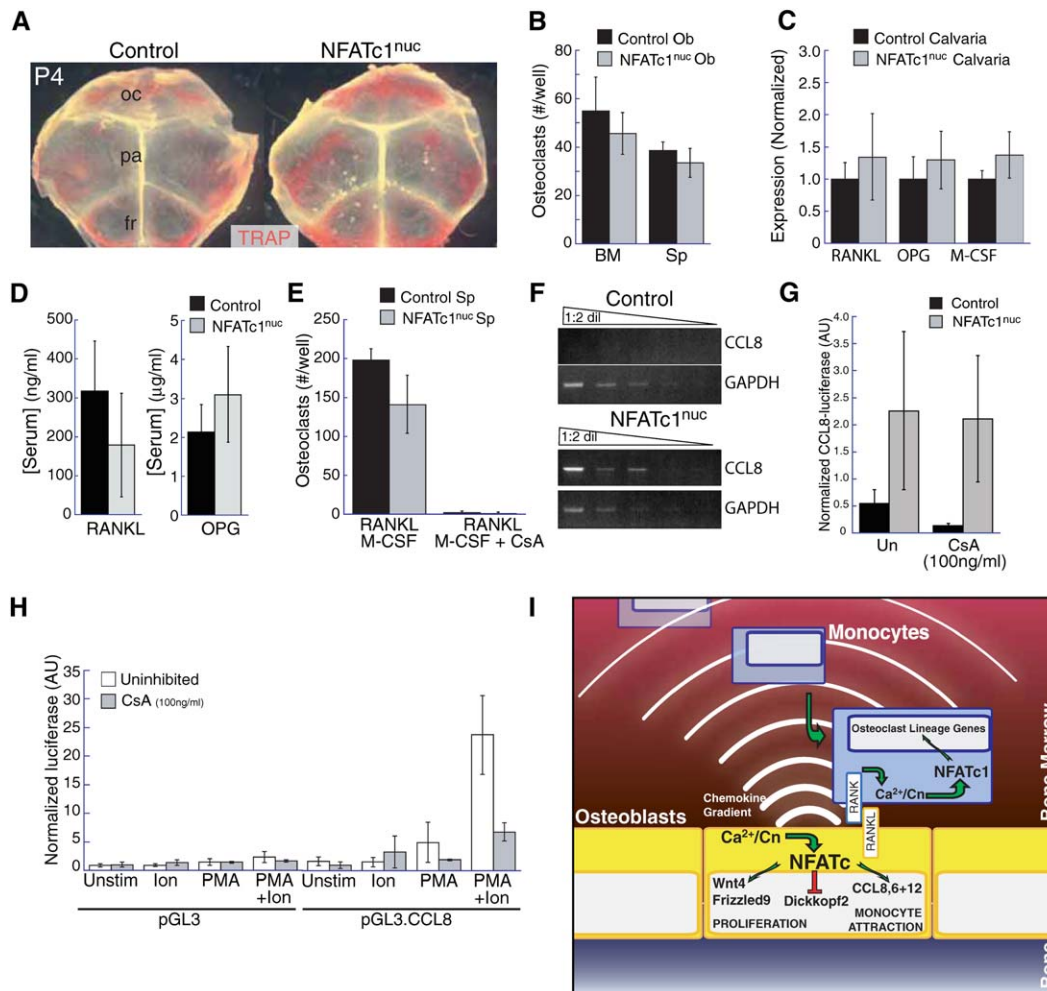 A
Control
NFATc1nuc
P4
oc
pa
fr
TRAP
B
Control Ob
NFATc1nuc Ob
Osteoclasts (#/well)
80
60
40
20
0
BM
Sp
C
Control Calvaria
NFATc1nuc Calvaria
Expression (Normalized)
3.0
2.5
2.0
1.5
1.0
0.5
0
RANKL
OPG
M-CSF
D
Control
NFATc1nuc
[Serum] (ng/ml)
500
400
300
200
100
0
RANKL
[Serum] (µg/ml)
6
5
4
3
2
1
0
OPG
E
Control Sp
NFATc1nuc Sp
Osteoclasts (#/well)
250
200
150
100
50
0
RANKL
M-CSF
RANKL
M-CSF + CsA
F
Control
1:2 dil
CCL8
GAPDH
NFATc1nuc
1:2 dil
CCL8
GAPDH
G
Control
NFATc1nuc
Normalized CCL8-luciferase (AU)
4.0
3.5
3.0
2.5
2.0
1.5
1.0
0.5
0
Un
CsA
(100ng/ml)
H
Uninhibited
CsA (100ng/ml)
Normalized luciferase (AU)
35
30
25
20
15
10
5
0
Unstim
Ion
PMA
PMA
+Ion
Unstim
Ion
PMA
PMA
+Ion
pGL3
pGL3.CCL8
I
Monocytes
Osteoclast Lineage Genes
NFATc1
Ca2+/Cn
RANK
RANKL
Chemokine
Gradient
Osteoblasts
Ca2+/Cn
NFATc
Wnt4
Frizzled9
Dickkopf2
CCL8,6+12
PROLIFERATION
MONOCYTE
ATTRACTION
Bone Marrow
Bone